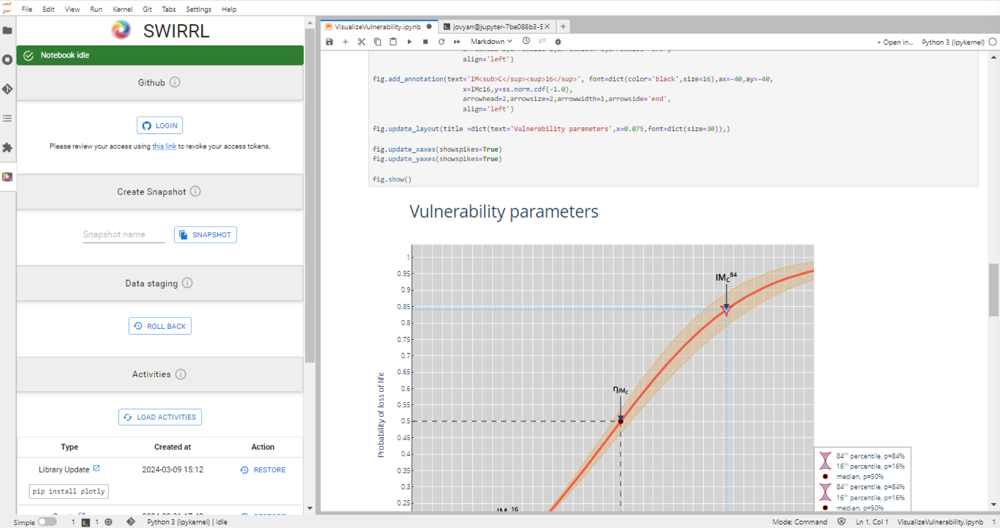 File Edit View Run Kernel Git Tabs Settings Help
SWIRRL
Notebook idle
Github
LOGIN
Please review your access using this link to revoke your access tokens.
Create Snapshot
Snapshot name
SNAPSHOT
Data staging
ROLL BACK
Activities
LOAD ACTIVITIES
Type Created at Action
Library Update 2024-03-09 15:12 RESTORE
pip install plotly
VisualizeVulnerability.ipynb
jovyan@jupyter-7be088b3-5
Markdown
git
Open in...
Python 3 (ipykernel)
align='left')
fig.add_annotation(text='IM<sub>C</sup><sup>16</sup>', font=dict(color='black',size=16),ax=-40,ay=-40,
x=IMc16,y=ss.norm.cdf(-1.0),
arrowhead=2,arrowsize=2,arrowwidth=1,arrowside='end',
align='left')
fig.update_layout(title =dict(text='Vulnerability parameters',x=0.075,font=dict(size=30)),)
fig.update_xaxes(showspikes=True)
fig.update_yaxes(showspikes=True)
fig.show()
Vulnerability parameters
1
0.95
0.9
0.85
0.8
0.75
0.7
0.65
0.6
0.55
0.5
0.45
0.4
0.35
0.3
0.25
Probability of loss of life
IMC84
ηIMC
IM 16
84th percentile, p=84%
16th percentile, p=16%
median, p=50%
84th percentile, p=84%
16th percentile, p=16%
median, p=50%
Simple 1 1 Python 3 (ipykernel) | Idle
Mode: Command Ln 1, Col 1 VisualizeVulnerability.ipynb 1